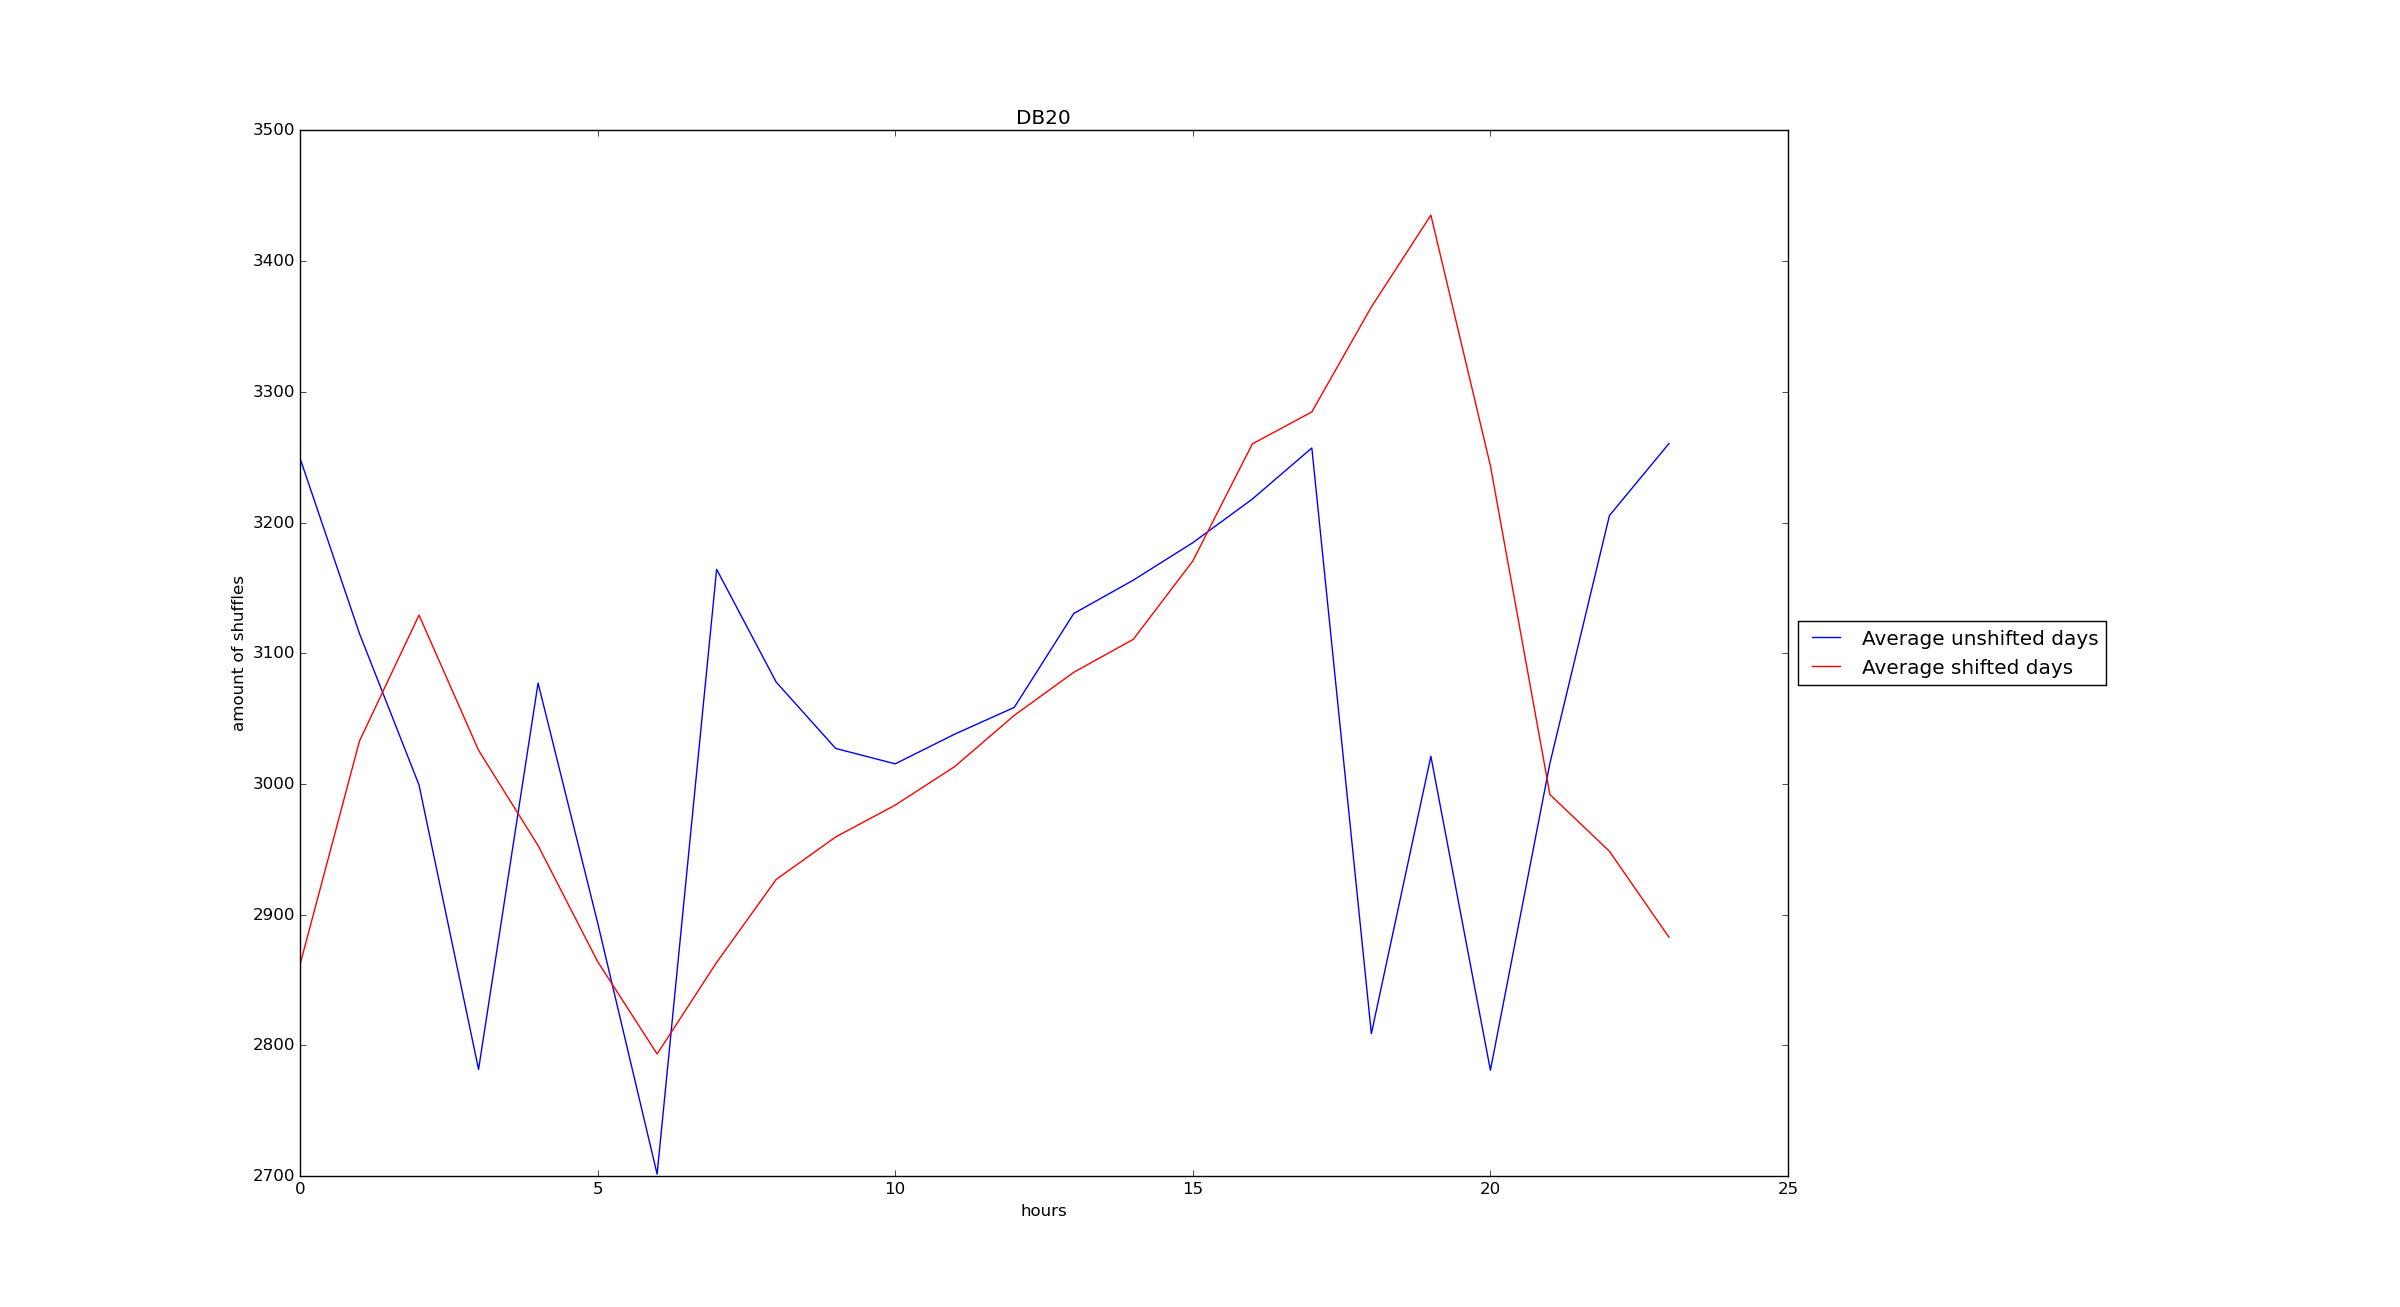 DB20
3500
3400
3300
3200
3100
3000
2900
2800
2700
amount of shuffles
0 5 10 15 20 25
hours
Average unshifted days
Average shifted days